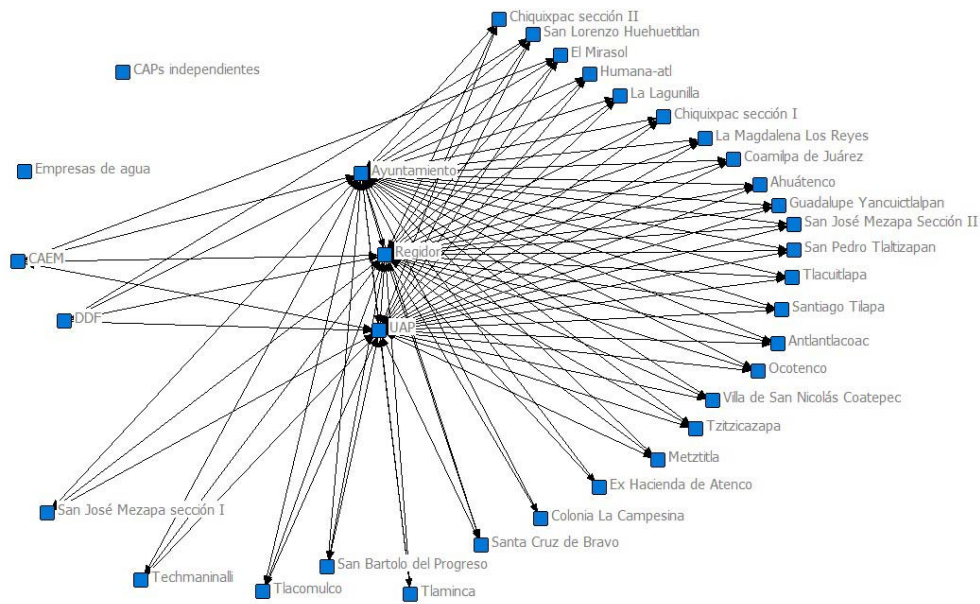 Chiquixpac sección II
San Lorenzo Huehuetitlan
El Mirasol
CAPs independientes
Humana-atl
La Lagunilla
Chiquixpac sección I
La Magdalena Los Reyes
Coamilpa de Juárez
Empresas de agua
Ayuntamiento
Ahuátenco
Guadalupe Yancuictlalpan
San José Mezapa Sección II
San Pedro Tlaltizapan
Regidor
CAEM
Tlacuitlapa
Santiago Tilapa
DDF
UAP
Antlantlacoac
Ocotenco
Villa de San Nicolás Coatepec
Tzitzicazapa
Metztitla
Ex Hacienda de Atenco
San José Mezapa sección I
Colonia La Campesina
Santa Cruz de Bravo
San Bartolo del Progreso
Techmaninalli
Tlacomulco
Tlaminca